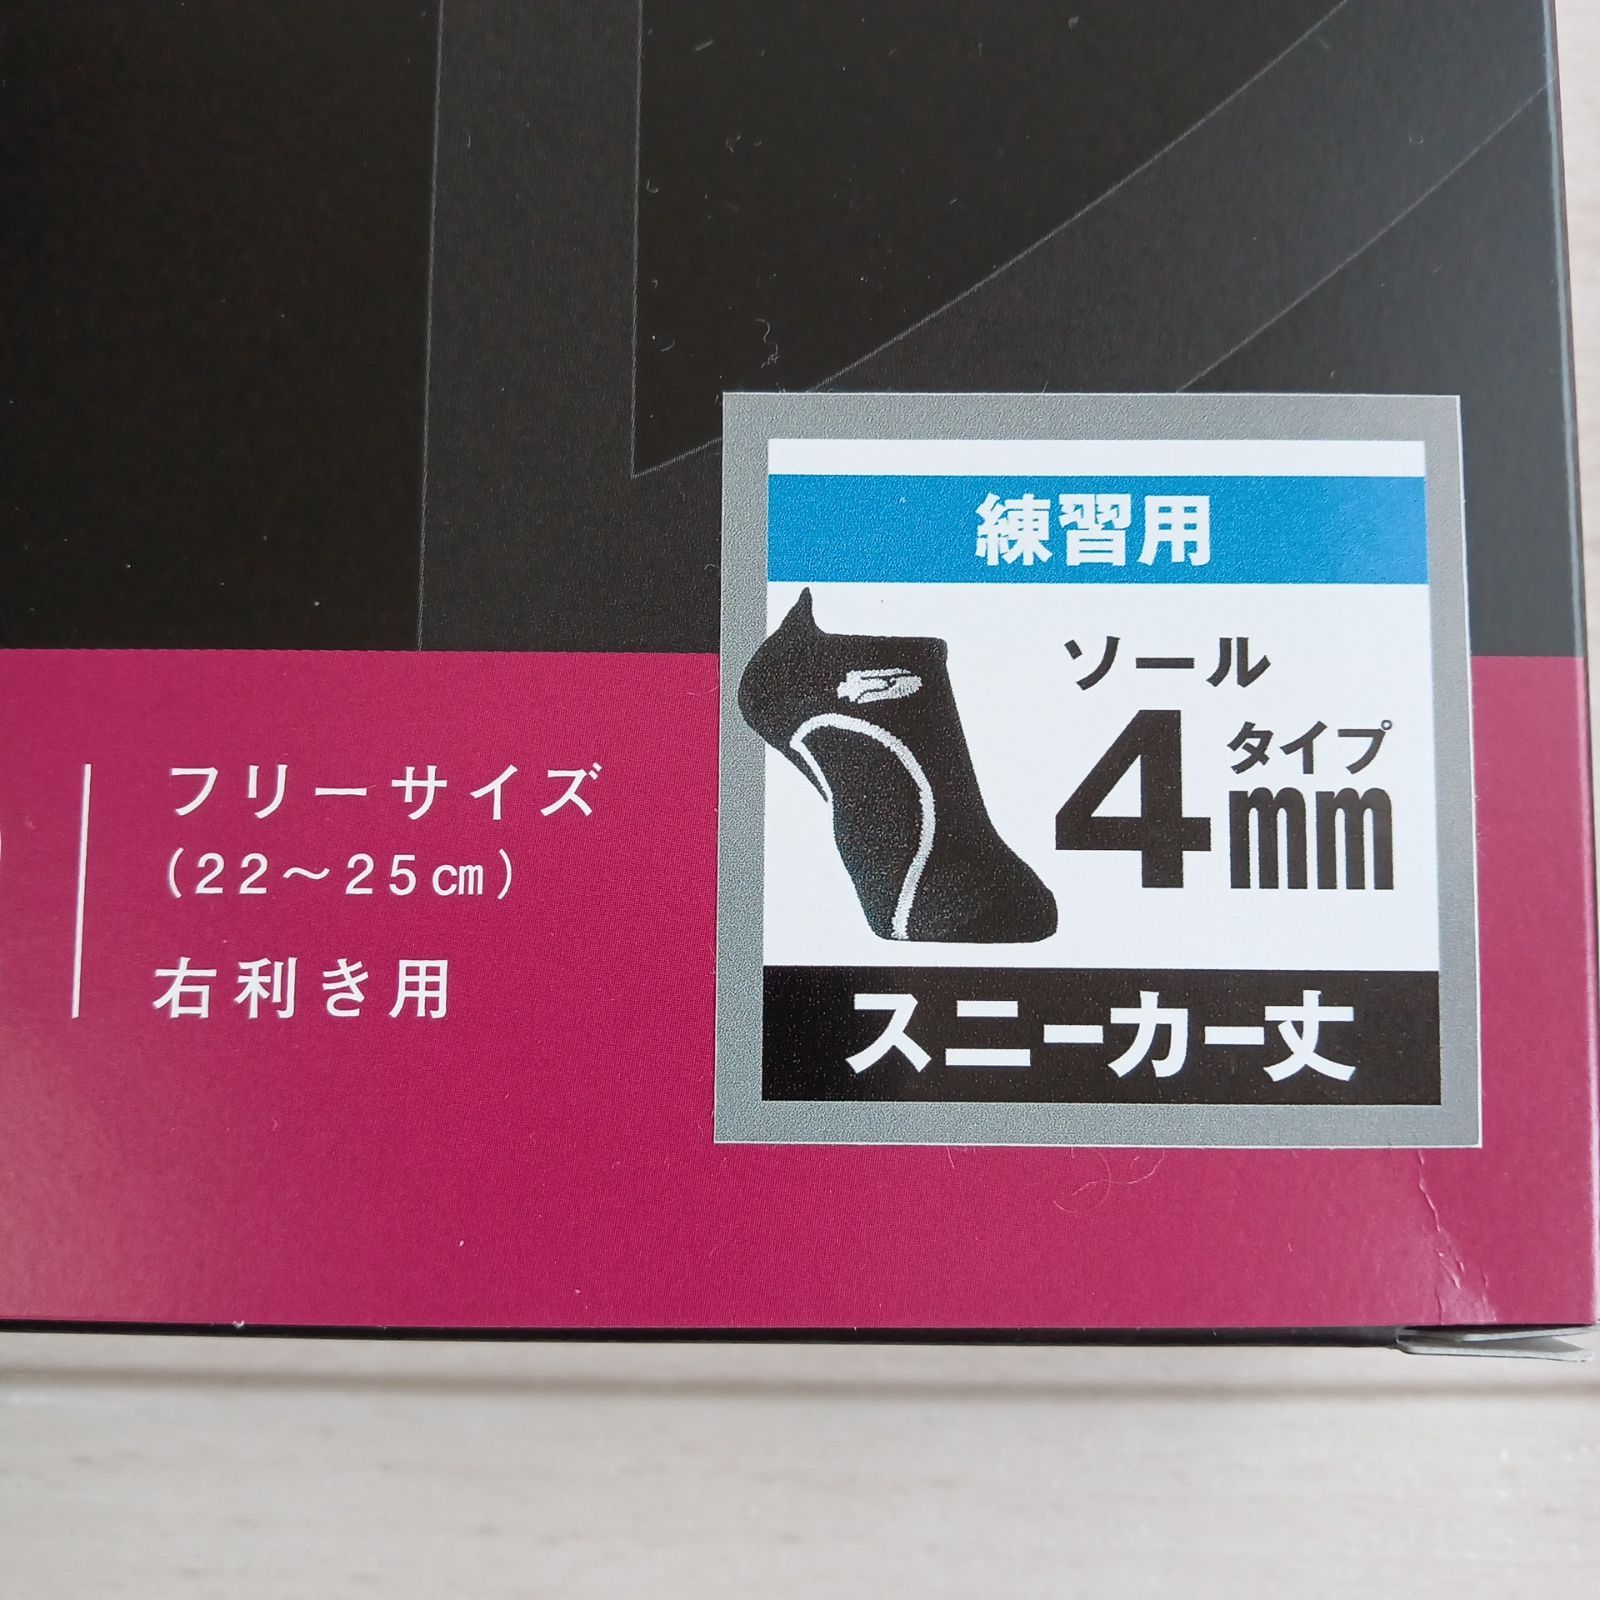 フリーサイズ
(22～25㎝)
右利き用
練習用
ソール
4mm
タイプ
スニーカー丈